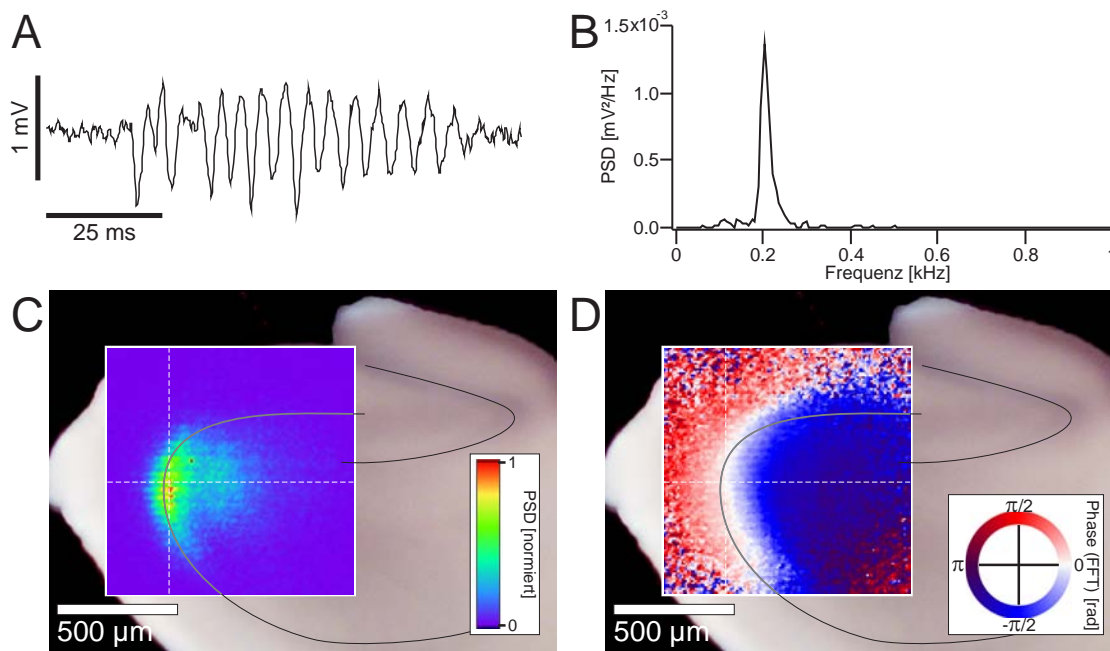 A
1 mV
25 ms
B
1.5x10⁻³
1.0
0.5
0.0
PSD [mV²/Hz]
0
0.2
0.4
0.6
0.8
1
Frequenz [kHz]
C
500 µm
1
0
PSD [normiert]
D
500 µm
π/2
π
0
-π/2
Phase (FFT) [rad]